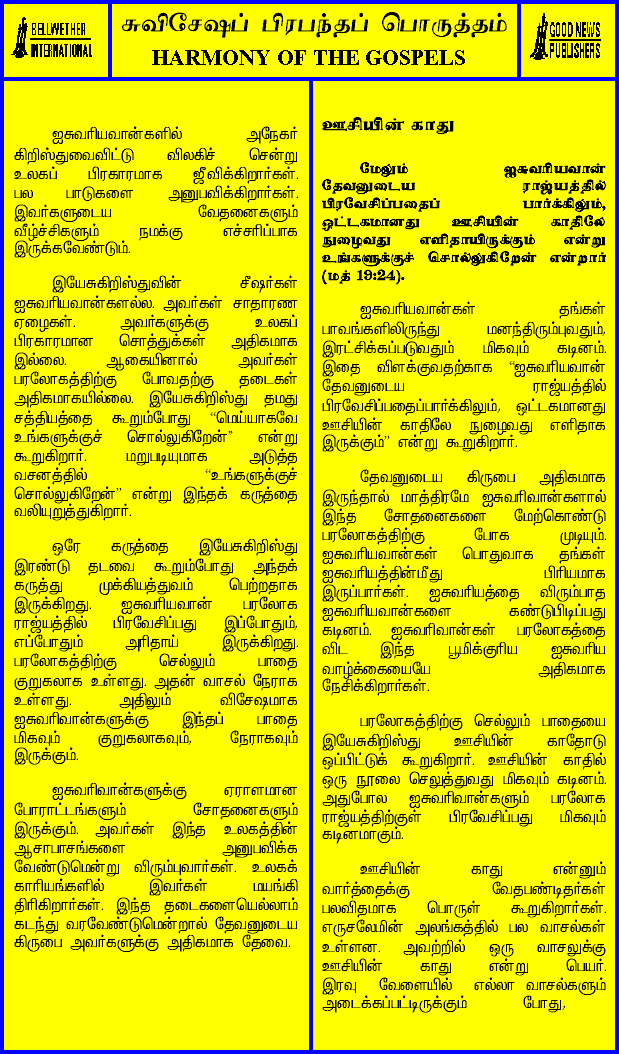 BELLWETHER
INTERNATIONAL
சுவிசேஷப் பிரபந்தப் பொருத்தம்
HARMONY OF THE GOSPELS
GOOD NEWS
PUBLISHERS
ஐசுவரியவான்களில் அநேகர்
கிறிஸ்துவைவிட்டு விலகிச் சென்று
உலகப் பிரகாரமாக ஜீவிக்கிறார்கள்.
பல பாடுகளை அனுபவிக்கிறார்கள்.
இவர்களுடைய வேதனைகளும்
வீழ்ச்சிகளும் நமக்கு எச்சரிப்பாக
இருக்கவேண்டும்.
இயேசுகிறிஸ்துவின் சீஷர்கள்
ஐசுவரியவான்களல்ல. அவர்கள் சாதாரண
ஏழைகள். அவர்களுக்கு உலகப்
பிரகாரமான சொத்துக்கள் அதிகமாக
இல்லை. ஆகையினால் அவர்கள்
பரலோகத்திற்கு போவதற்கு தடைகள்
அதிகமாகயில்லை. இயேசுகிறிஸ்து தமது
சத்தியத்தை கூறும்போது “மெய்யாகவே
உங்களுக்குச் சொல்லுகிறேன்” என்று
கூறுகிறார். மறுபடியுமாக அடுத்த
வசனத்தில் “உங்களுக்குச்
சொல்லுகிறேன்” என்று இந்தக் கருத்தை
வலியுறுத்துகிறார்.
ஒரே கருத்தை இயேசுகிறிஸ்து
இரண்டு தடவை கூறும்போது அந்தக்
கருத்து முக்கியத்துவம் பெற்றதாக
இருக்கிறது. ஐசுவரியவான் பரலோக
ராஜ்யத்தில் பிரவேசிப்பது இப்போதும்,
எப்போதும் அரிதாய் இருக்கிறது.
பரலோகத்திற்கு செல்லும் பாதை
குறுகலாக உள்ளது. அதன் வாசல் நேராக
உள்ளது. அதிலும் விசேஷமாக
ஐசுவரிவான்களுக்கு இந்தப் பாதை
மிகவும் குறுகலாகவும், நேராகவும்
இருக்கும்.
ஐசுவரிவான்களுக்கு ஏராளமான
போராட்டங்களும் சோதனைகளும்
இருக்கும். அவர்கள் இந்த உலகத்தின்
ஆசாபாசங்களை அனுபவிக்க
வேண்டுமென்று விரும்புவார்கள். உலகக்
காரியங்களில் இவர்கள் மயங்கி
திரிகிறார்கள். இந்த தடைகளையெல்லாம்
கடந்து வரவேண்டுமென்றால் தேவனுடைய
கிருபை அவர்களுக்கு அதிகமாக தேவை.
ஊசியின் காது
மேலும் ஐசுவரியவான்
தேவனுடைய ராஜ்யத்தில்
பிரவேசிப்பதைப் பார்க்கிலும்,
ஒட்டகமானது ஊசியின் காதிலே
நுழைவது எளிதாயிருக்கும் என்று
உங்களுக்குச் சொல்லுகிறேன் என்றார்
(மத் 19:24).
ஐசுவரியவான்கள் தங்கள்
பாவங்களிலிருந்து மனந்திரும்புவதும்,
இரட்சிக்கப்படுவதும் மிகவும் கடினம்.
இதை விளக்குவதற்காக “ஐசுவரியவான்
தேவனுடைய ராஜ்யத்தில்
பிரவேசிப்பதைப்பார்க்கிலும், ஒட்டகமானது
ஊசியின் காதிலே நுழைவது எளிதாக
இருக்கும்” என்று கூறுகிறார்.
தேவனுடைய கிருபை அதிகமாக
இருந்தால் மாத்திரமே ஐசுவரிவான்களால்
இந்த சோதனைகளை மேற்கொண்டு
பரலோகத்திற்கு போக முடியும்.
ஐசுவரியவான்கள் பொதுவாக தங்கள்
ஐசுவரியத்தின்மீது பிரியமாக
இருப்பார்கள். ஐசுவரியத்தை விரும்பாத
ஐசுவரியவான்களை கண்டுபிடிப்பது
கடினம். ஐசுவரிவான்கள் பரலோகத்தை
விட இந்த பூமிக்குரிய ஐசுவரிய
வாழ்க்கையையே அதிகமாக
நேசிக்கிறார்கள்.
பரலோகத்திற்கு செல்லும் பாதையை
இயேசுகிறிஸ்து ஊசியின் காதோடு
ஒப்பிட்டுக் கூறுகிறார். ஊசியின் காதில்
ஒரு நூலை செலுத்துவது மிகவும் கடினம்.
அதுபோல ஐசுவரிவான்களும் பரலோக
ராஜ்யத்திற்குள் பிரவேசிப்பது மிகவும்
கடினமாகும்.
ஊசியின் காது என்னும்
வார்த்தைக்கு வேதபண்டிதர்கள்
பலவிதமாக பொருள் கூறுகிறார்கள்.
எருசலேமின் அலங்கத்தில் பல வாசல்கள்
உள்ளன. அவற்றில் ஒரு வாசலுக்கு
ஊசியின் காது என்று பெயர்.
இரவு வேளையில் எல்லா வாசல்களும்
அடைக்கப்பட்டிருக்கும் போது,